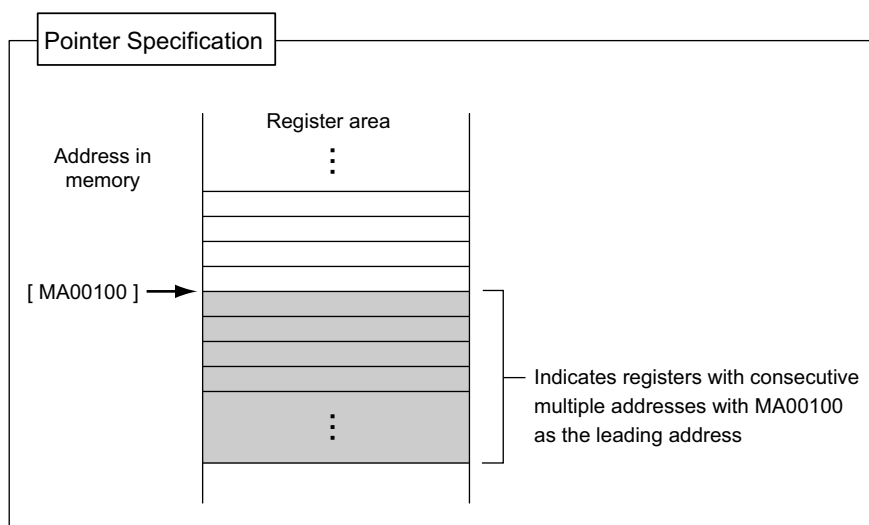 Pointer Specification
Register area
Address in
memory
[ MA00100 ]
Indicates registers with consecutive
multiple addresses with MA00100
as the leading address